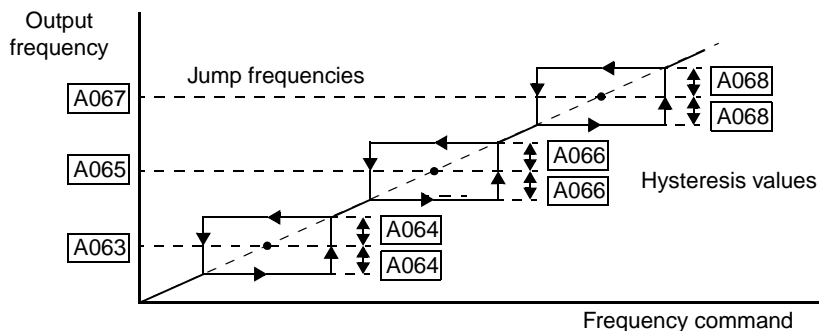 Output
frequency
Jump frequencies
A067
A068
A068
A065
A066
A066
Hysteresis values
A063
A064
A064
Frequency command